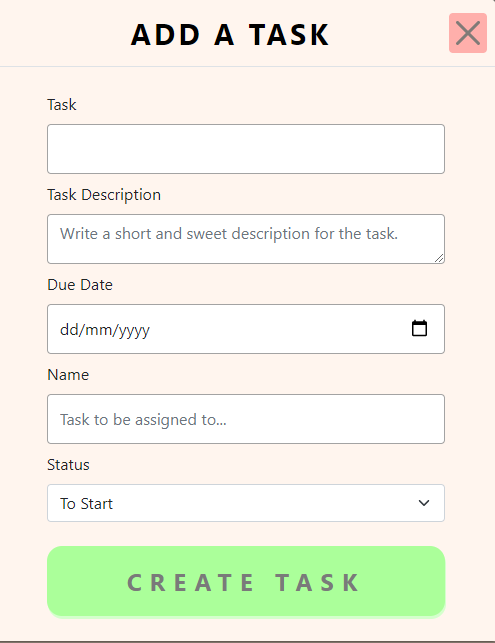 ADD A TASK
Task
Task Description
Write a short and sweet description for the task.
Due Date
dd/mm/yyyy
Name
Task to be assigned to...
Status
To Start
CREATE TASK